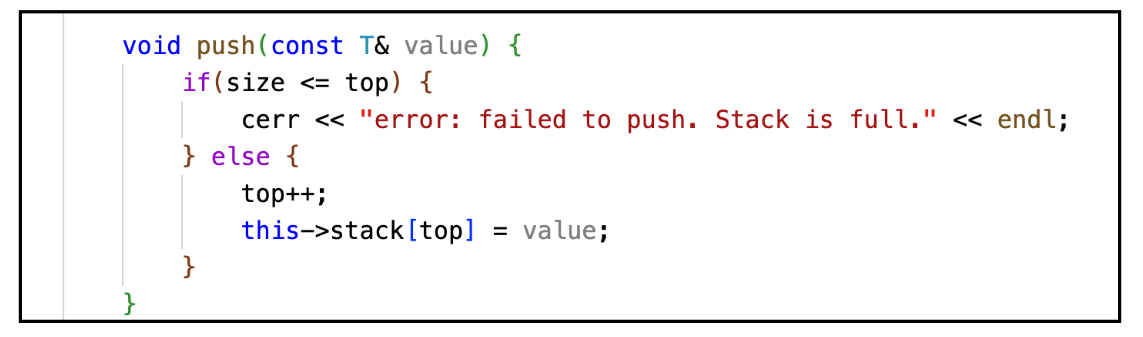 void push(const T& value) {
if(size <= top) {
cerr << "error: failed to push. Stack is full." << endl;
} else {
top++;
this->stack[top] = value;
}
}